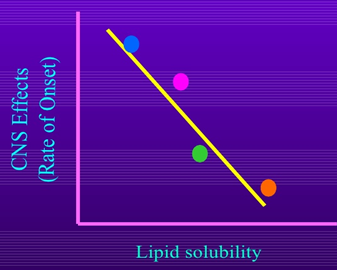 CNS Effects
(Rate of Onset)
Lipid solubility